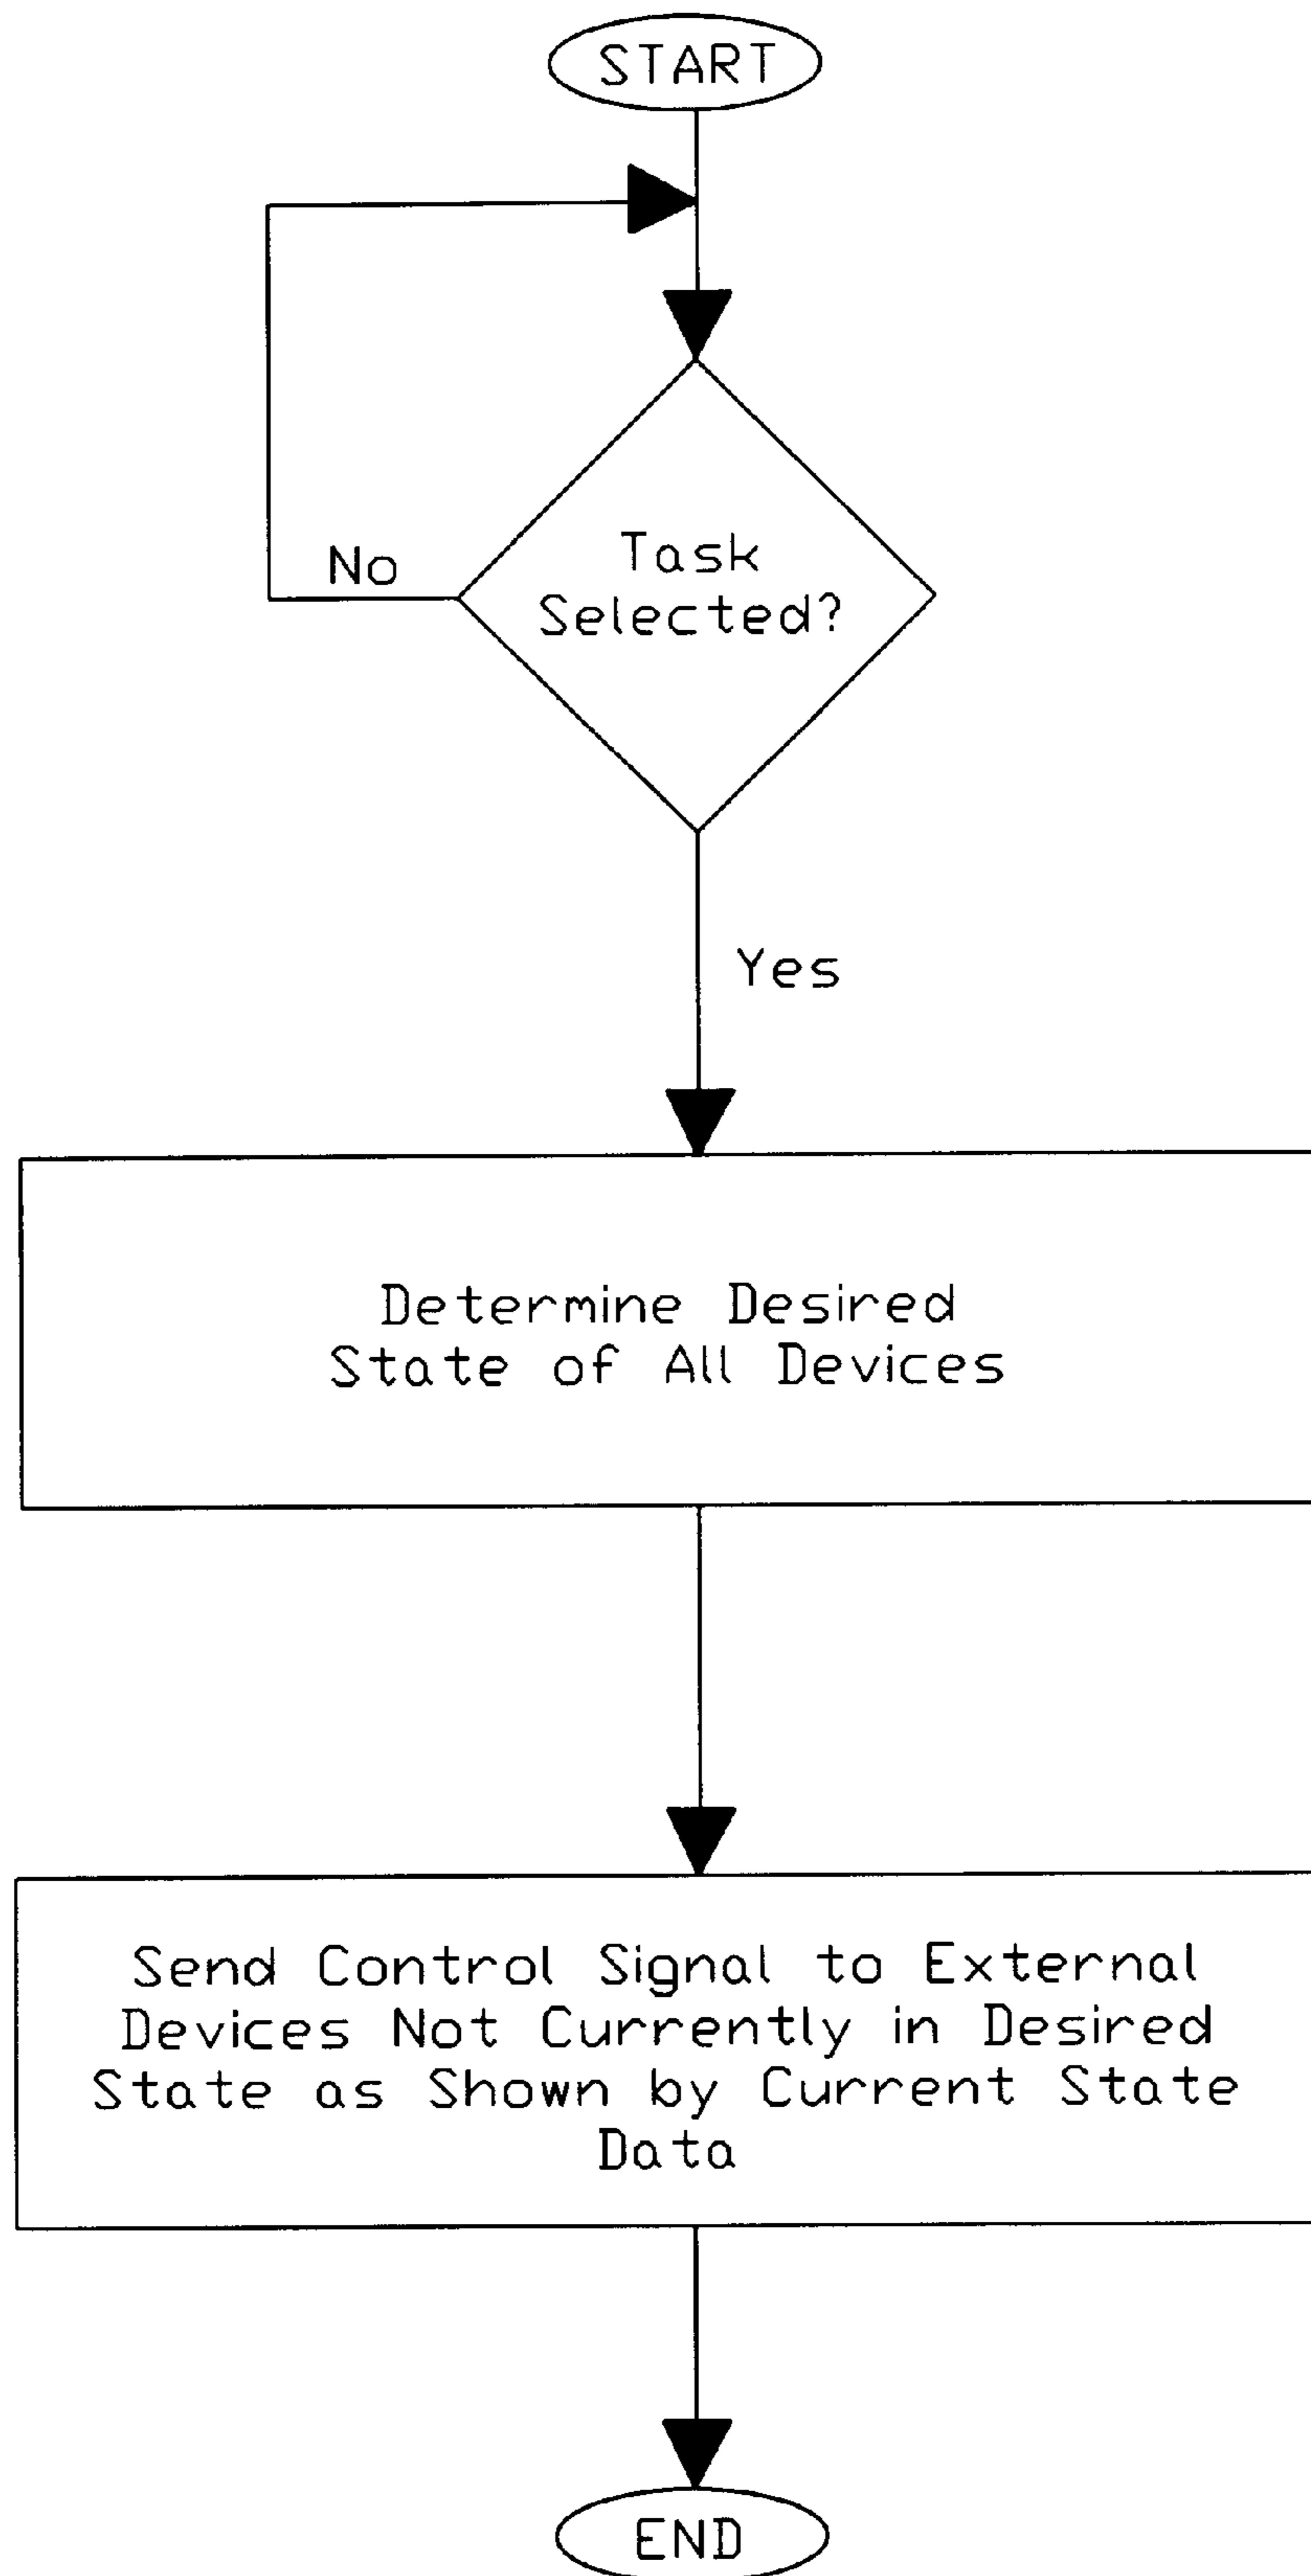 START
Task
Selected?
No
Yes
Determine Desired
State of All Devices
Send Control Signal to External
Devices Not Currently in Desired
State as Shown by Current State
Data
END